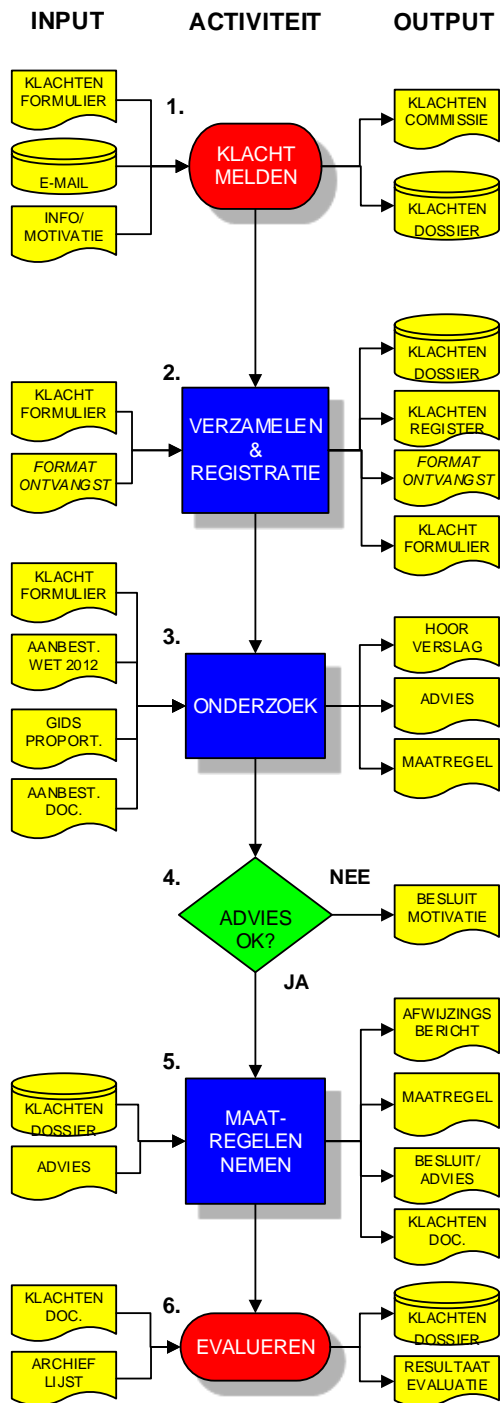 INPUT ACTIVITEIT OUTPUT
1.
KLACHTEN
FORMULIER
E-MAIL
INFO/
MOTIVATIE
KLACHT
MELDEN
KLACHTEN
COMMISSIE
KLACHTEN
DOSSIER
2.
KLACHT
FORMULIER
FORMAT
ONTVANGST
VERZAMELEN
&
REGISTRATIE
KLACHTEN
DOSSIER
KLACHTEN
REGISTER
FORMAT
ONTVANGST
KLACHT
FORMULIER
3.
KLACHT
FORMULIER
AANBEST.
WET 2012
GIDS
PROPORT.
AANBEST.
DOC.
ONDERZOEK
HOOR
VERSLAG
ADVIES
MAATREGEL
4.
ADVIES
OK?
NEE
BESLUIT
MOTIVATIE
JA
5.
KLACHTEN
DOSSIER
ADVIES
MAAT-
REGELEN
NEMEN
AFWIJZINGS
BERICHT
MAATREGEL
BESLUIT/
ADVIES
KLACHTEN
DOC.
6.
KLACHTEN
DOC.
ARCHIEF
LIJST
EVALUEREN
KLACHTEN
DOSSIER
RESULTAAT
EVALUATIE